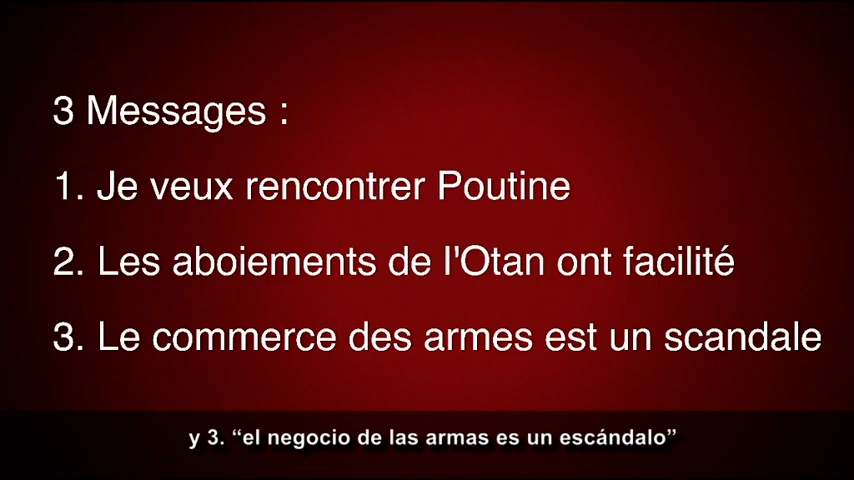 3 Messages :
1. Je veux rencontrer Poutine
2. Les aboiements de l'Otan ont facilité
3. Le commerce des armes est un scandale
y 3. “el negocio de las armas es un escándalo”